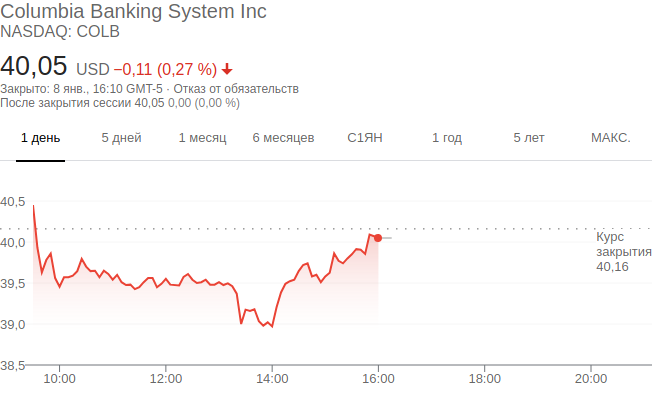 Columbia Banking System Inc
NASDAQ: COLB
40,05 USD −0,11 (0,27 %)
Закрыто: 8 янв., 16:10 GMT-5 · Отказ от обязательств
После закрытия сессии 40,05 0,00 (0,00 %)
1 день 5 дней 1 месяц 6 месяцев С1ЯН 1 год 5 лет МАКС.
40,5
40,0
39,5
39,0
38,5
Курс
закрытия
40,16
10:00 12:00 14:00 16:00 18:00 20:00